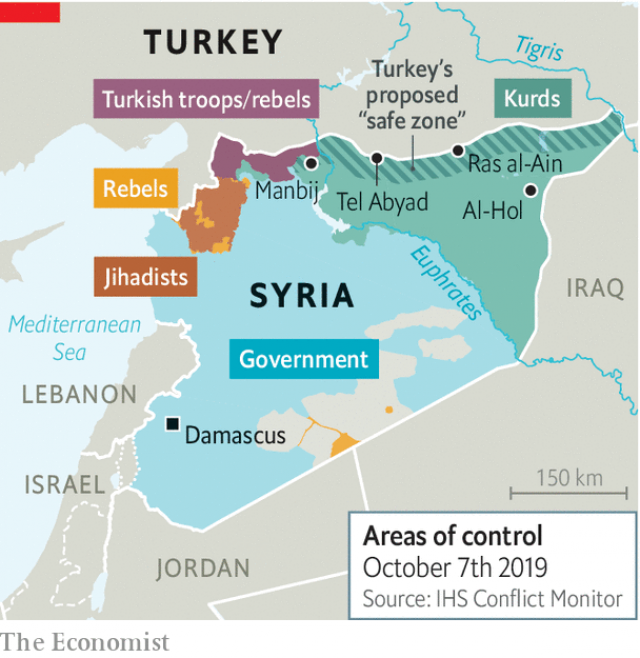 TURKEY
Tigris
Turkey's
proposed
"safe zone"
Turkish troops/rebels
Kurds
Ras al-Ain
Rebels
Manbij
Tel Abyad
Al-Hol
Jihadists
SYRIA
Euphrates
IRAQ
Mediterranean
Sea
Government
LEBANON
Damascus
ISRAEL
150 km
JORDAN
Areas of control
October 7th 2019
Source: IHS Conflict Monitor
The Economist